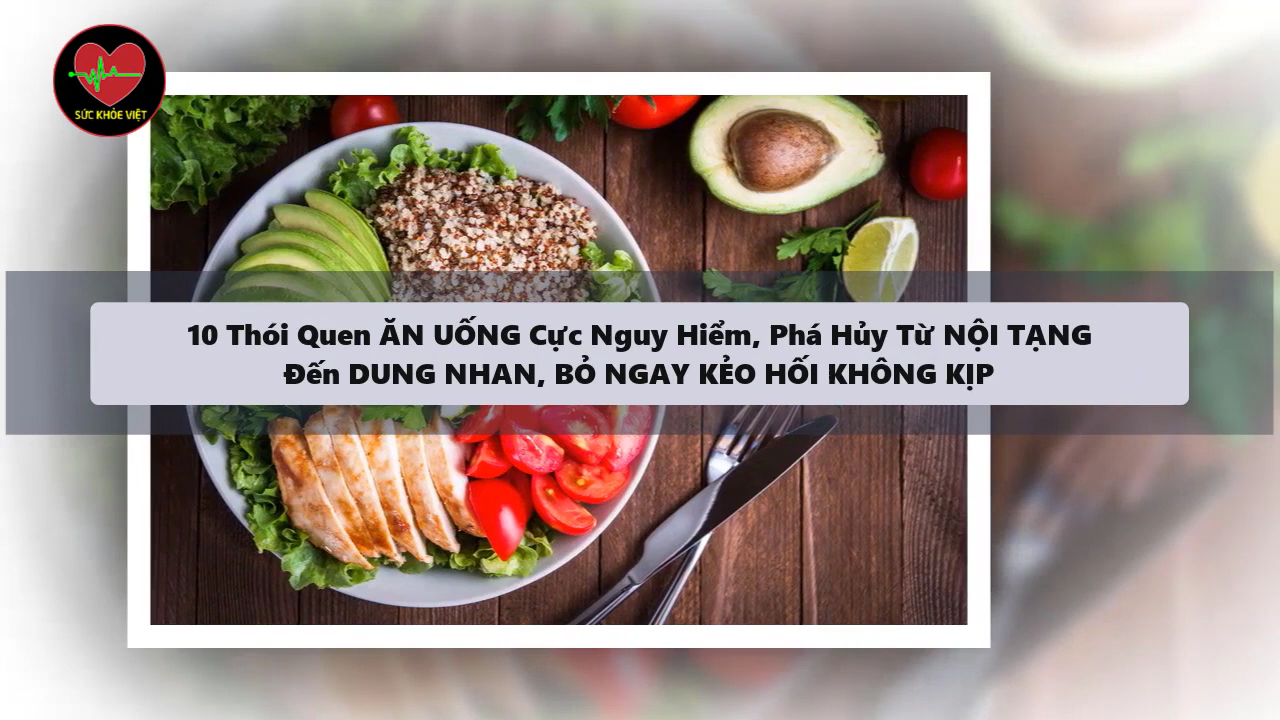 SỨC KHỎE VIỆT
10 Thói Quen ĂN UỐNG Cực Nguy Hiểm, Phá Hủy Từ NỘI TẠNG
Đến DUNG NHAN, BỎ NGAY KẺO HỐI KHÔNG KỊP